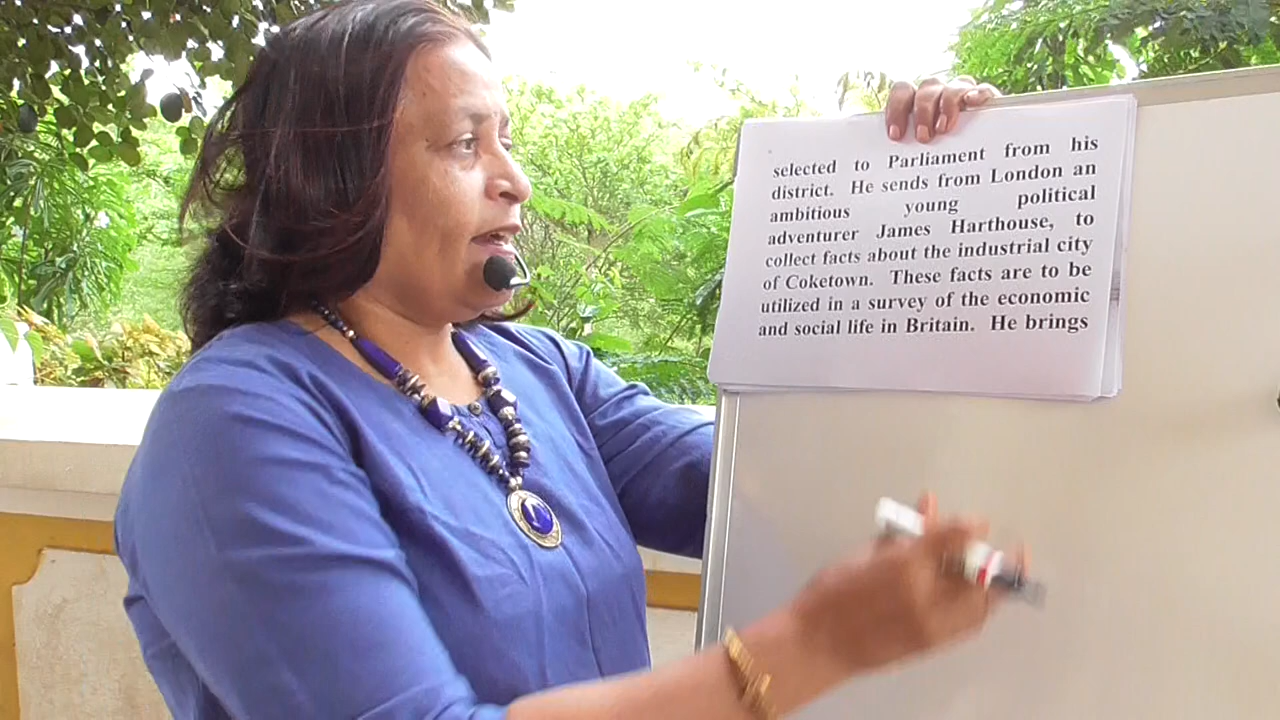 selected to Parliament from his
district. He sends from London an
ambitious young political
adventurer James Harthouse, to
collect facts about the industrial city
of Coketown. These facts are to be
utilized in a survey of the economic
and social life in Britain. He brings